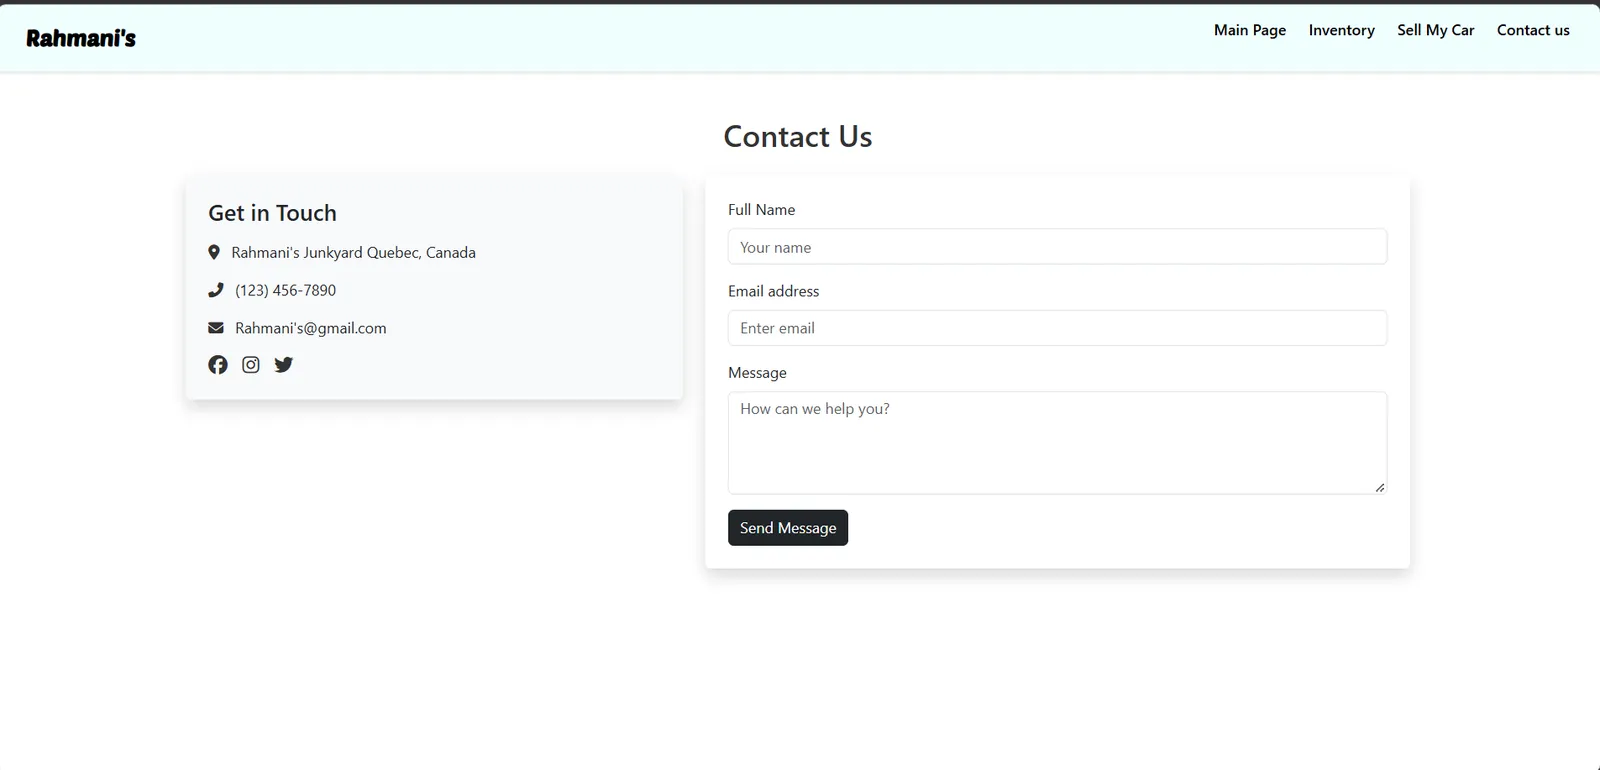 Rahmani's
Main Page Inventory Sell My Car Contact us
Contact Us
Get in Touch
Rahmani's Junkyard Quebec, Canada
(123) 456-7890
Rahmani's@gmail.com
Full Name
Your name
Email address
Enter email
Message
How can we help you?
Send Message